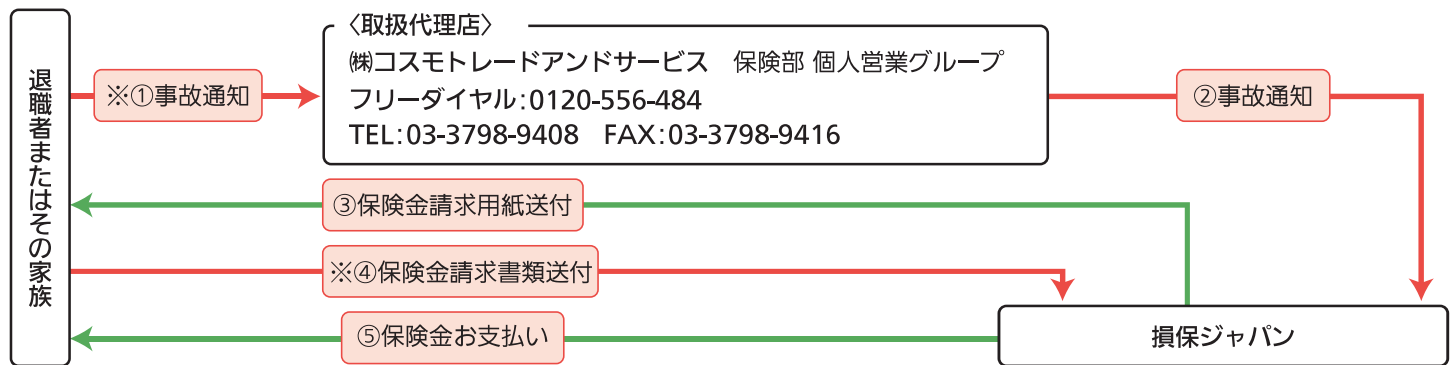 退職者またはその家族
※①事故通知
〈取扱代理店〉
㈱コスモトレードアンドサービス 保険部 個人営業グループ
フリーダイヤル:0120-556-484
TEL:03-3798-9408 FAX:03-3798-9416
②事故通知
③保険金請求用紙送付
※④保険金請求書類送付
⑤保険金お支払い
損保ジャパン